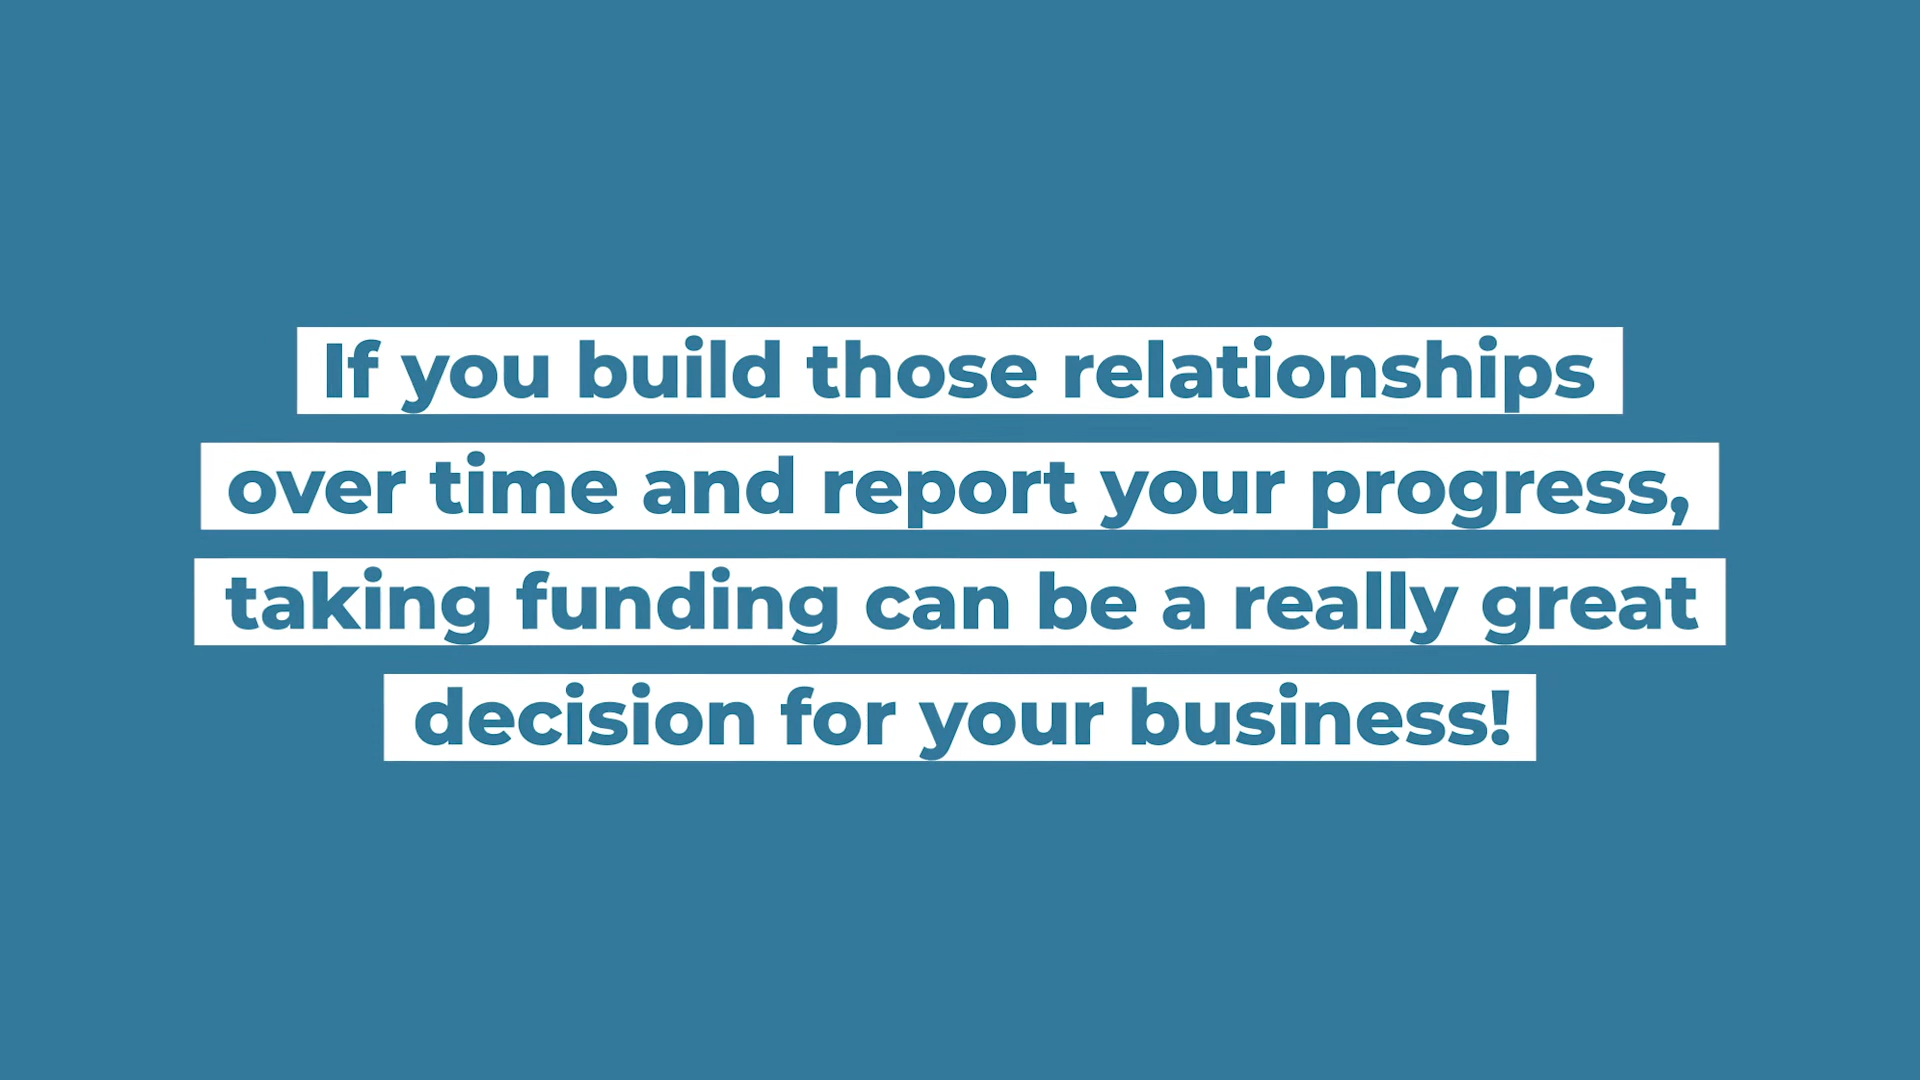 If you build those relationships
over time and report your progress,
taking funding can be a really great
decision for your business!